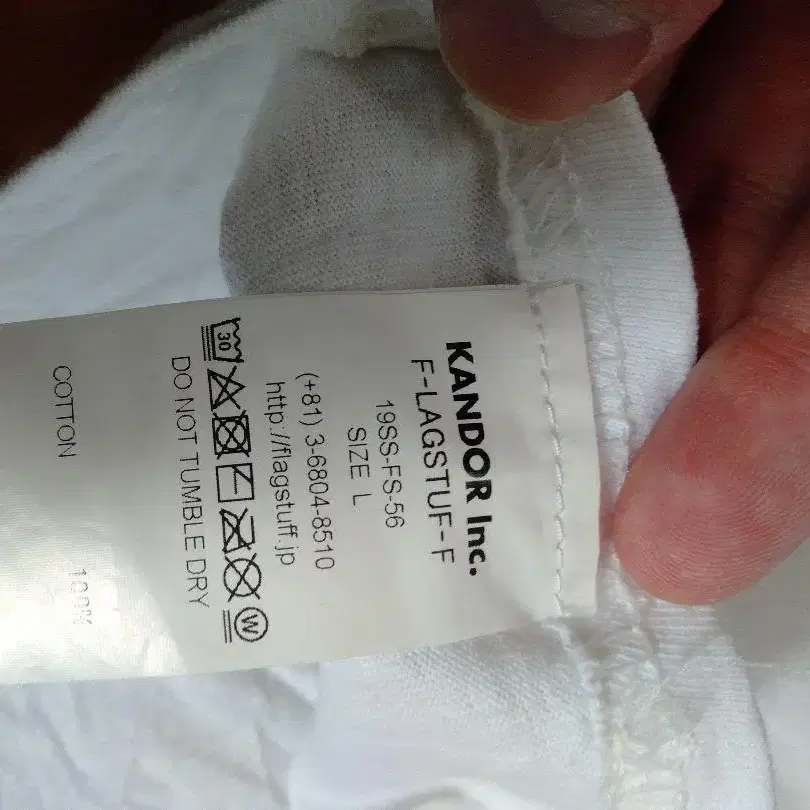 KANDOR Inc.
F-LAGSTUF-F
19SS-FS-56
SIZE L
(+81) 3-6804-8510
http://flagstuff.jp
30
W
DO NOT TUMBLE DRY
COTTON 100%